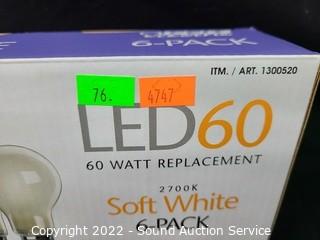 6-PACK
ITM. / ART. 1300520
76.
4747
LED60
60 WATT REPLACEMENT
2700K
Soft White
6-PACK
Copyright 2022 - Sound Auction Service